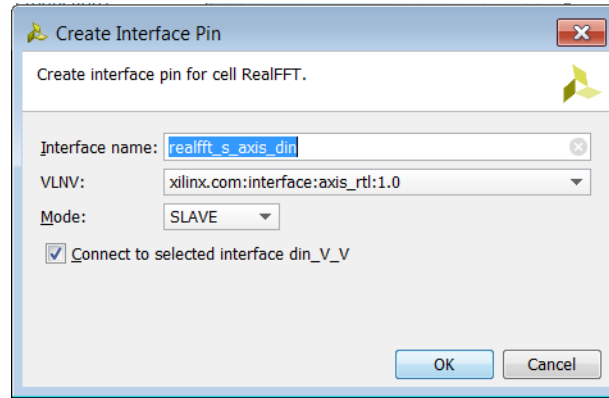 Create Interface Pin
Create interface pin for cell RealFFT.
Interface name: realfft_s_axis_din
VLNV: xilinx.com:interface:axis_rtl:1.0
Mode: SLAVE
Connect to selected interface din_V_V
OK Cancel